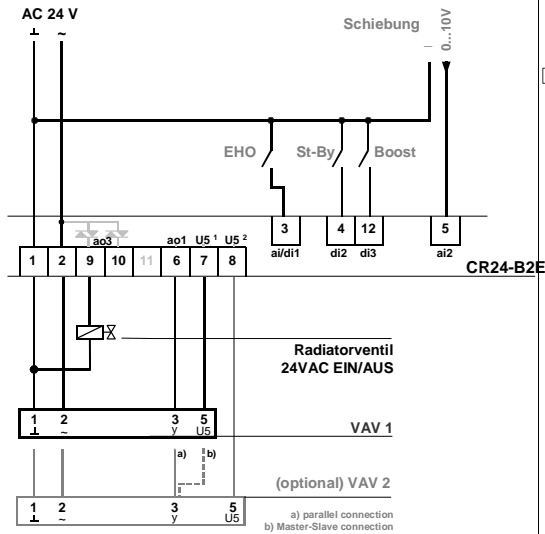 AC 24 V
⊥ ~
Schiebung
–
0...10V
EHO St-By Boost
3 4 12 5
ai/di1 di2 di3 ai2
ao3 ao1 U5 1 U5 2
1 2 9 10 11 6 7 8
CR24-B2E
Radiatorventil
24VAC EIN/AUS
1 2 3 5
⊥ ~ y U5
VAV 1
a) b)
(optional) VAV 2
1 2 3 5
⊥ ~ y U5
a) parallel connection
b) Master-Slave connection